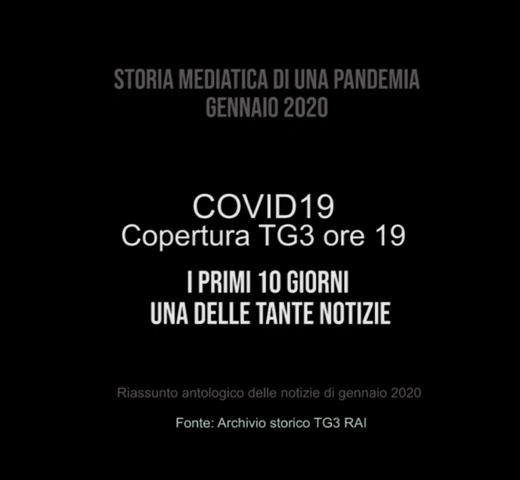 STORIA MEDIATICA DI UNA PANDEMIA
GENNAIO 2020
COVID19
Copertura TG3 ore 19
I PRIMI 10 GIORNI
UNA DELLE TANTE NOTIZIE
Riassunto antologico delle notizie di gennaio 2020
Fonte: Archivio storico TG3 RAI